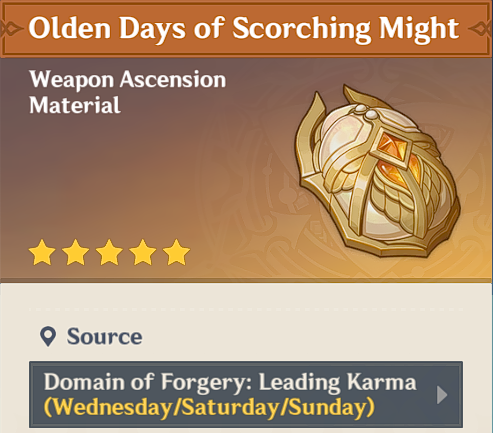 Olden Days of Scorching Might
Weapon Ascension
Material
Source
Domain of Forgery: Leading Karma
(Wednesday/Saturday/Sunday)